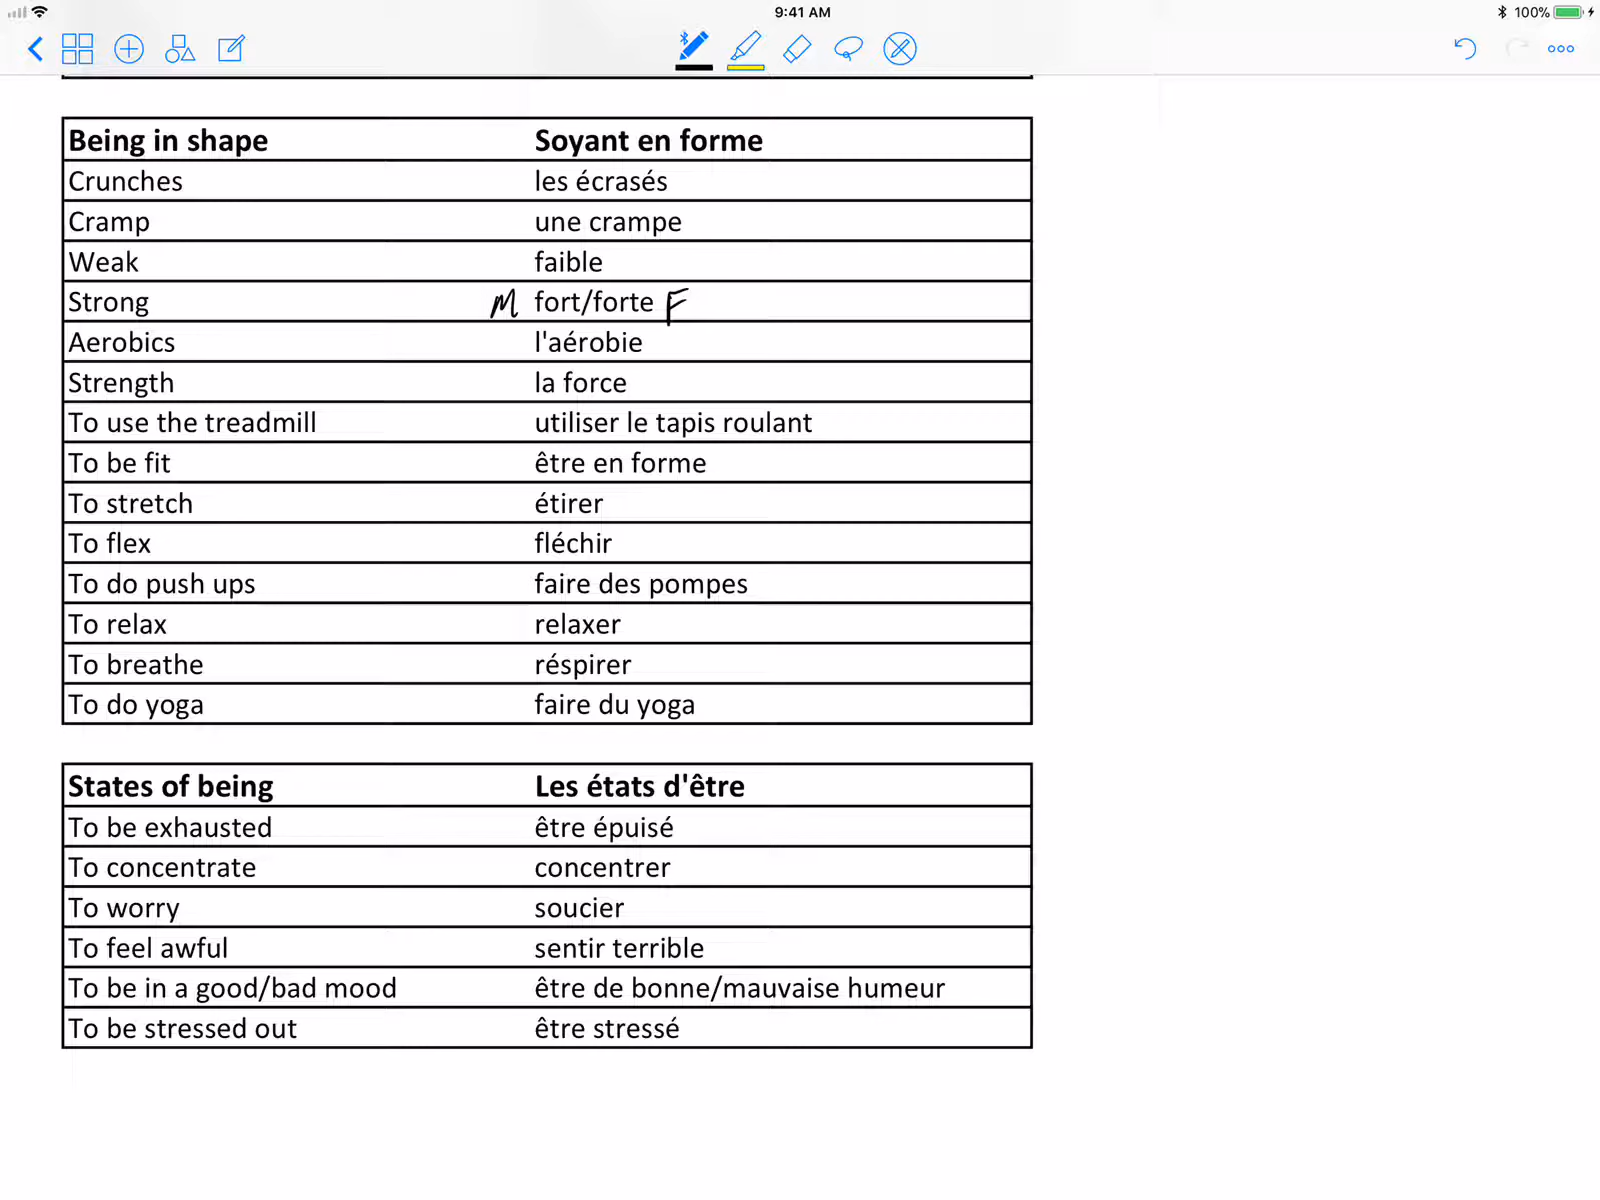 9:41 AM
100%
Being in shape Soyant en forme
Crunches les écrasés
Cramp une crampe
Weak faible
Strong M fort/forte F
Aerobics l'aérobie
Strength la force
To use the treadmill utiliser le tapis roulant
To be fit être en forme
To stretch étirer
To flex fléchir
To do push ups faire des pompes
To relax relaxer
To breathe réspirer
To do yoga faire du yoga
States of being Les états d'être
To be exhausted être épuisé
To concentrate concentrer
To worry soucier
To feel awful sentir terrible
To be in a good/bad mood être de bonne/mauvaise humeur
To be stressed out être stressé